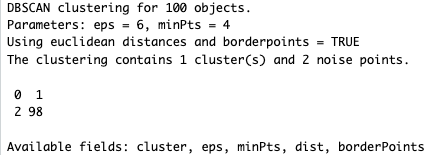 DBSCAN clustering for 100 objects.
Parameters: eps = 6, minPts = 4
Using euclidean distances and borderpoints = TRUE
The clustering contains 1 cluster(s) and 2 noise points.
0 1
2 98
Available fields: cluster, eps, minPts, dist, borderPoints